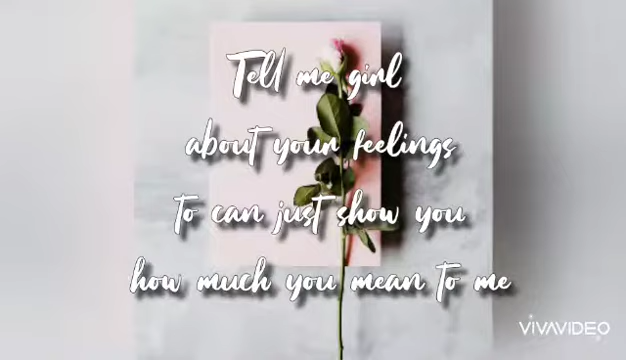 Tell me girl
about your feelings
to can just show you
how much you mean to me
VIVAVIDEO